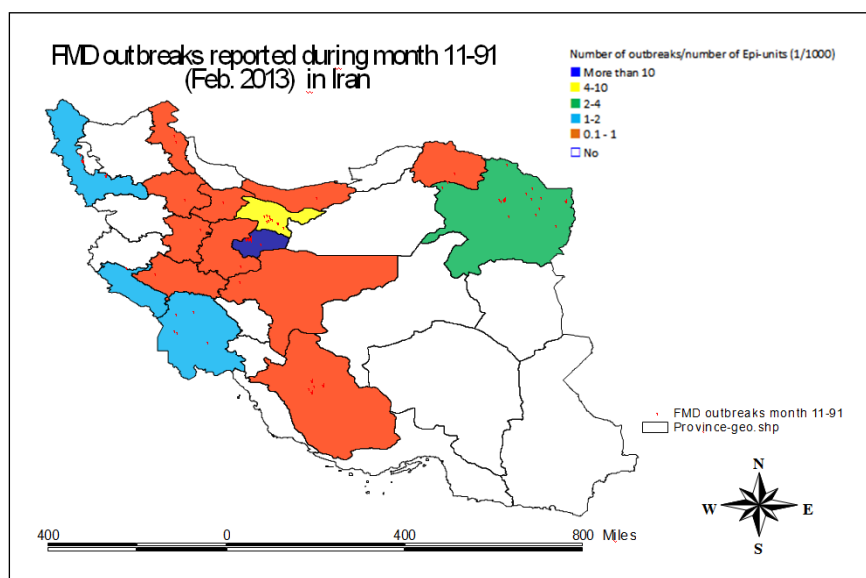 FMD outbreaks reported during month 11-91
(Feb. 2013) in Iran
Number of outbreaks/number of Epi-units (1/1000)
More than 10
4-10
2-4
1-2
0.1 - 1
No
FMD outbreaks month 11-91
Province-geo.shp
N
W
E
S
400 0 400 800 Miles